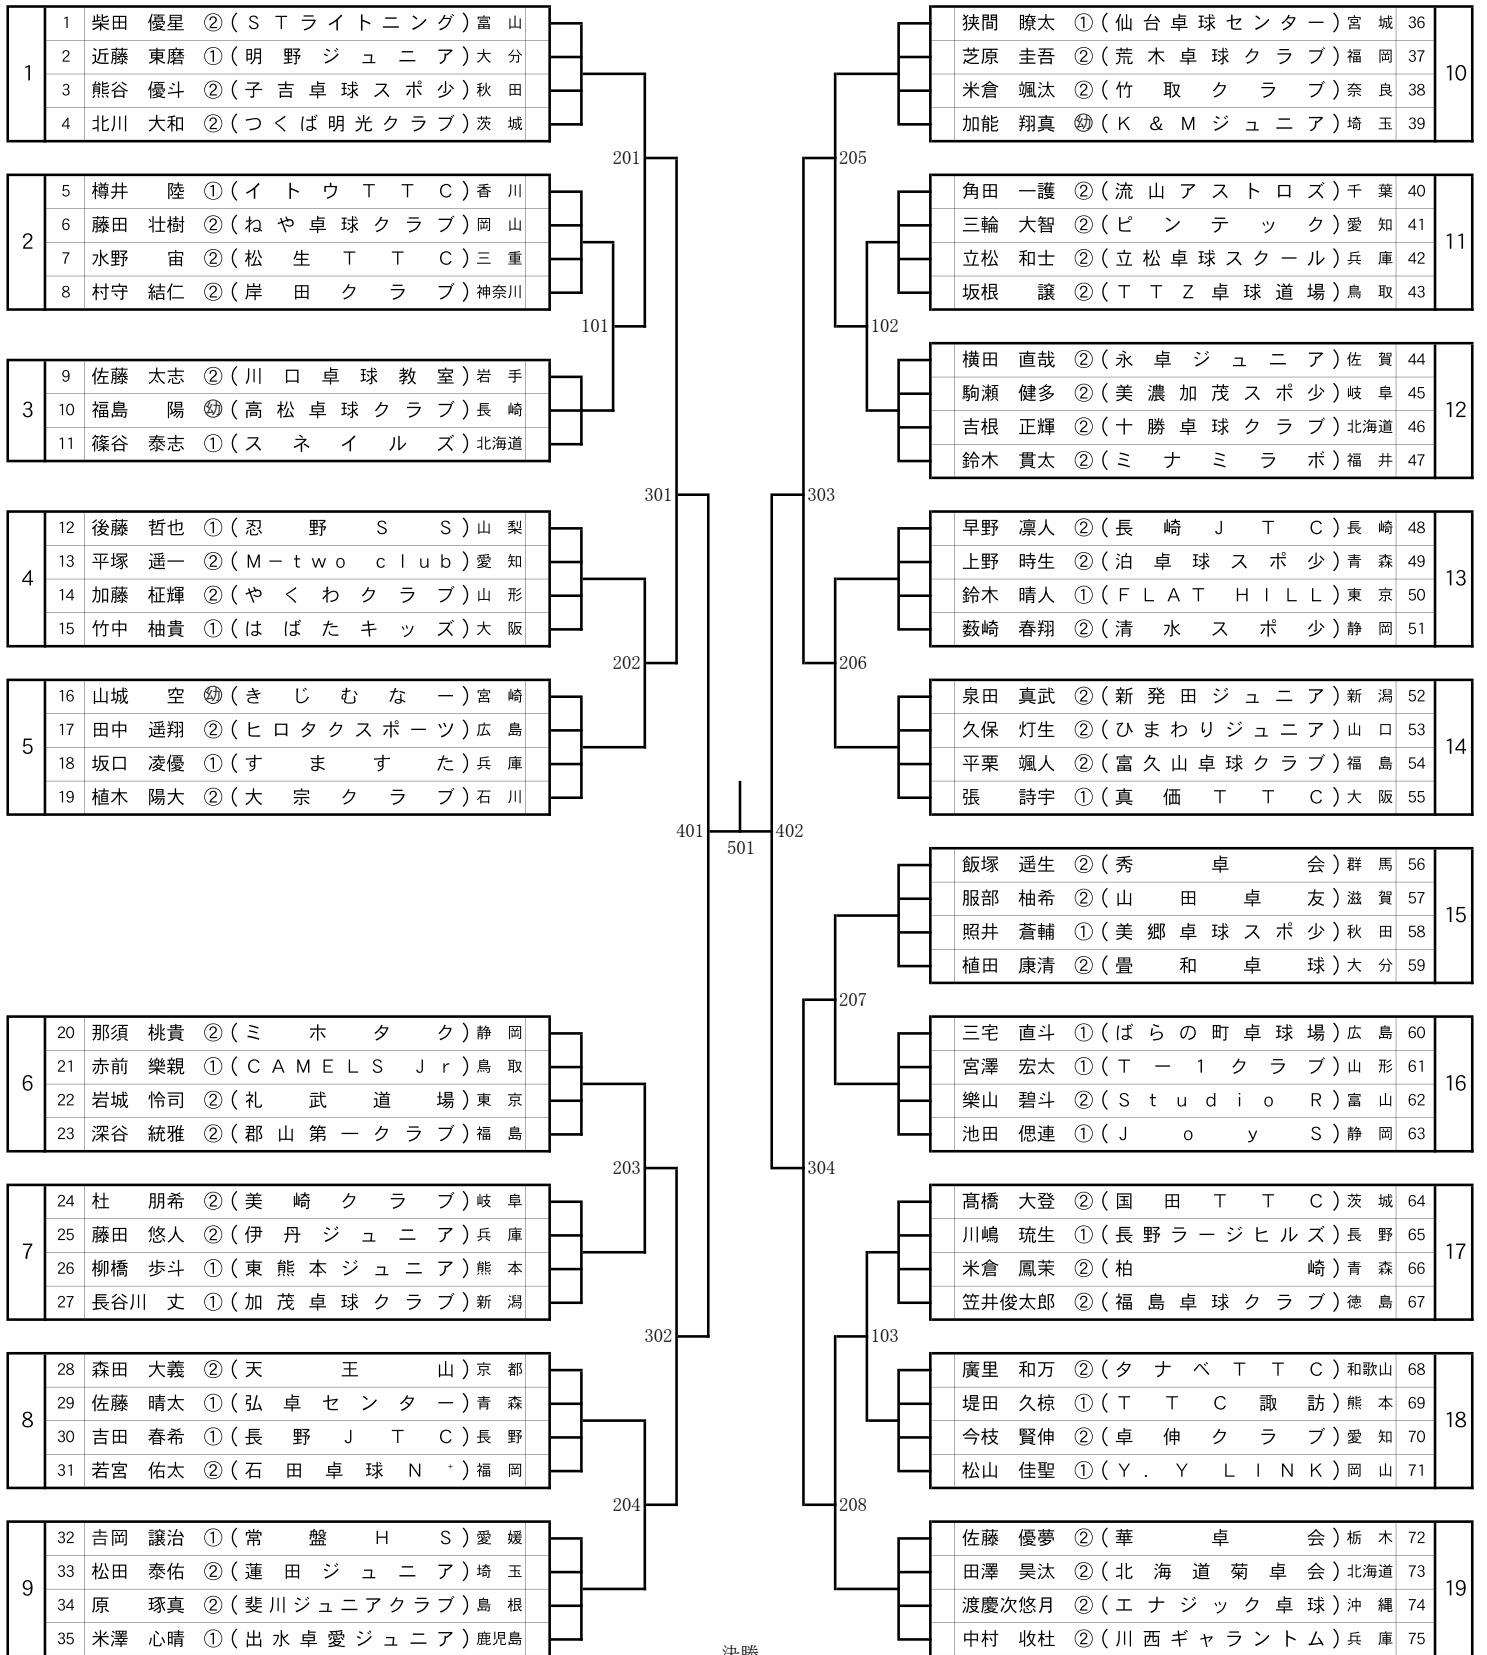 1
1 柴田 優星 ② (STライトニング) 富山
2 近藤 東磨 ① (明野ジュニア) 大分
3 熊谷 優斗 ② (子吉卓球スポ少) 秋田
4 北川 大和 ② (つくば明光クラブ) 茨城
2
5 樽井 陸 ① (イトウTTC) 香川
6 藤田 壮樹 ② (ねや卓球クラブ) 岡山
7 水野 宙 ② (松生TTC) 三重
8 村守 結仁 ② (岸田クラブ) 神奈川
3
9 佐藤 太志 ② (川口卓球教室) 岩手
10 福島 陽 ㊇ (高松卓球クラブ) 長崎
11 篠谷 泰志 ① (スネイルズ) 北海道
4
12 後藤 哲也 ① (忍野SS) 山梨
13 平塚 遥一 ② (M−two club) 愛知
14 加藤 柾輝 ② (やくわクラブ) 山形
15 竹中 柚貴 ① (はばたキッズ) 大阪
5
16 山城 空 幼 (きじむなー) 宮崎
17 田中 遥翔 ② (ヒロタクスポーツ) 広島
18 坂口 凌優 ① (すますた) 兵庫
19 植木 陽大 ② (大宗クラブ) 石川
6
20 那須 桃貴 ② (ミホタク) 静岡
21 赤前 樂親 ① (CAMELS Jr) 鳥取
22 岩城 怜司 ② (礼武道場) 東京
23 深谷 統雅 ② (郡山第一クラブ) 福島
7
24 杜 朋希 ② (美崎クラブ) 岐阜
25 藤田 悠人 ② (伊丹ジュニア) 兵庫
26 柳橋 歩斗 ① (東熊本ジュニア) 熊本
27 長谷川 丈 ① (加茂卓球クラブ) 新潟
8
28 森田 大義 ② (天王山) 京都
29 佐藤 晴太 ① (弘卓センター) 青森
30 吉田 春希 ① (長野JTC) 長野
31 若宮 佑太 ② (石田卓球N⁺) 福岡
9
32 吉岡 譲治 ① (常盤HS) 愛媛
33 松田 泰佑 ② (蓮田ジュニア) 埼玉
34 原 琢真 ② (斐川ジュニアクラブ) 島根
35 米澤 心晴 ① (出水卓愛ジュニア) 鹿児島
201
101
301
202
401
203
302
204
501
決勝
205
102
303
206
402
207
304
103
208
狭間 瞭太 ① (仙台卓球センター) 宮城 36
芝原 圭吾 ② (荒木卓球クラブ) 福岡 37
米倉 颯汰 ② (竹取クラブ) 奈良 38
加能 翔真 幼 (K&Mジュニア) 埼玉 39
10
角田 一護 ② (流山アストロズ) 千葉 40
三輪 大智 ② (ピンテック) 愛知 41
立松 和士 ② (立松卓球スクール) 兵庫 42
坂根 譲 ② (TTZ卓球道場) 鳥取 43
11
横田 直哉 ② (永卓ジュニア) 佐賀 44
駒瀬 健多 ② (美濃加茂スポ少) 岐阜 45
吉根 正輝 ② (十勝卓球クラブ) 北海道 46
鈴木 貫太 ② (ミナミラボ) 福井 47
12
早野 凛人 ② (長崎JTC) 長崎 48
上野 時生 ② (泊卓球スポ少) 青森 49
鈴木 晴人 ① (FLAT HILL) 東京 50
薮崎 春翔 ② (清水スポ少) 静岡 51
13
泉田 真武 ② (新発田ジュニア) 新潟 52
久保 灯生 ② (ひまわりジュニア) 山口 53
平栗 颯人 ② (富久山卓球クラブ) 福島 54
張 詩宇 ① (真価TTC) 大阪 55
14
飯塚 遥生 ② (秀卓会) 群馬 56
服部 柚希 ② (山田卓友) 滋賀 57
照井 蒼輔 ① (美郷卓球スポ少) 秋田 58
植田 康清 ② (畳和卓球) 大分 59
15
三宅 直斗 ① (ばらの町卓球場) 広島 60
宮澤 宏太 ① (T−1クラブ) 山形 61
樂山 碧斗 ② (Studio R) 富山 62
池田 偲連 ① (JoyS) 静岡 63
16
髙橋 大登 ② (国田TTC) 茨城 64
川嶋 琉生 ① (長野ラージヒルズ) 長野 65
米倉 鳳茉 ② (柏崎) 青森 66
笠井俊太郎 ② (福島卓球クラブ) 徳島 67
17
廣里 和万 ② (タナベTTC) 和歌山 68
堤田 久椋 ① (TTC諏訪) 熊本 69
今枝 賢伸 ② (卓伸クラブ) 愛知 70
松山 佳聖 ① (Y.Y LINK) 岡山 71
18
佐藤 優夢 ② (華卓会) 栃木 72
田澤 昊汰 ② (北海道菊卓会) 北海道 73
渡慶次悠月 ② (エナジック卓球) 沖縄 74
中村 收杜 ② (川西ギャラントム) 兵庫 75
19